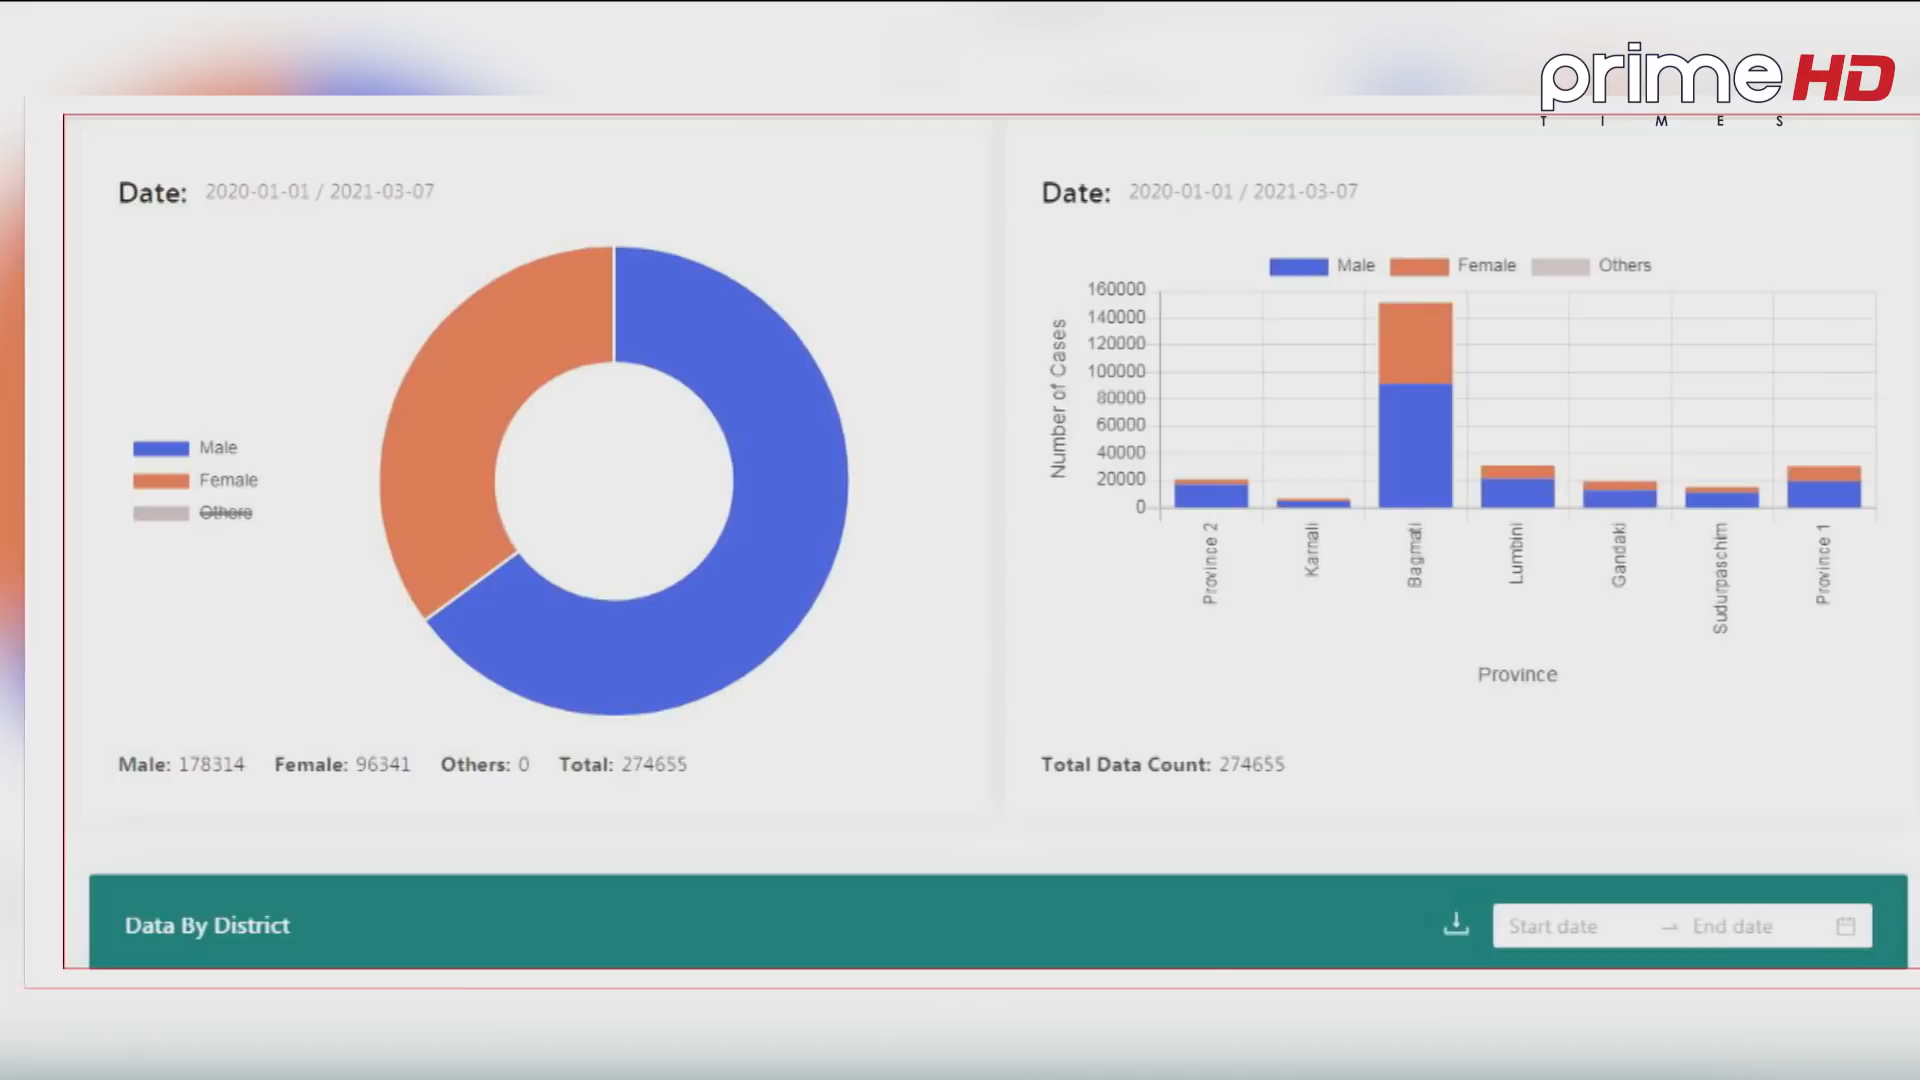 prime HD
TIMES
Date: 2020-01-01 / 2021-03-07
Male
Female
Others
Male: 178314 Female: 96341 Others: 0 Total: 274655
Date: 2020-01-01 / 2021-03-07
Male Female Others
Number of Cases
160000
140000
120000
100000
80000
60000
40000
20000
0
Province 2
Karnali
Bagmati
Lumbini
Gandaki
Sudurpaschim
Province 1
Province
Total Data Count: 274655
Data By District
Start date → End date